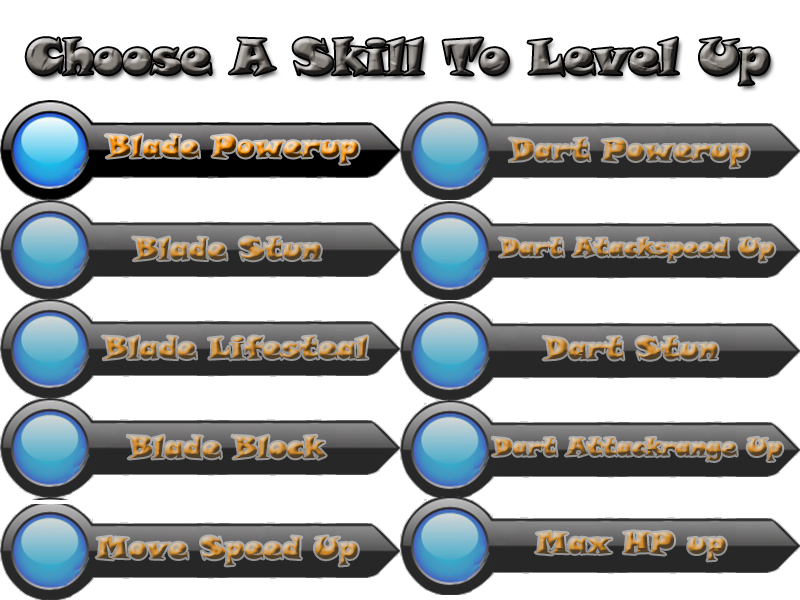 Choose A Skill To Level Up
Blade Powerup
Dart Powerup
Blade Stun
Dart Atackspeed Up
Blade Lifesteal
Dart Stun
Blade Block
Dart Attackrange Up
Move Speed Up
Max HP up